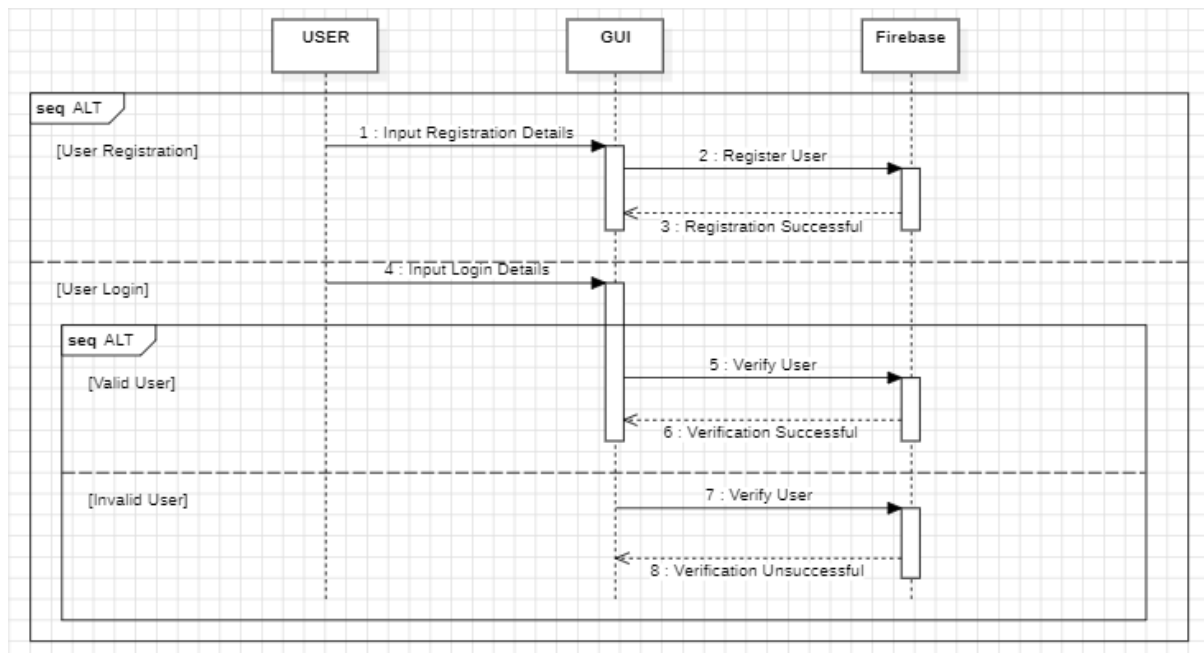 USER
GUI
Firebase
seq ALT
1 : Input Registration Details
[User Registration]
2 : Register User
3 : Registration Successful
4 : Input Login Details
[User Login]
seq ALT
5 : Verify User
[Valid User]
6 : Verification Successful
7 : Verify User
[Invalid User]
8 : Verification Unsuccessful